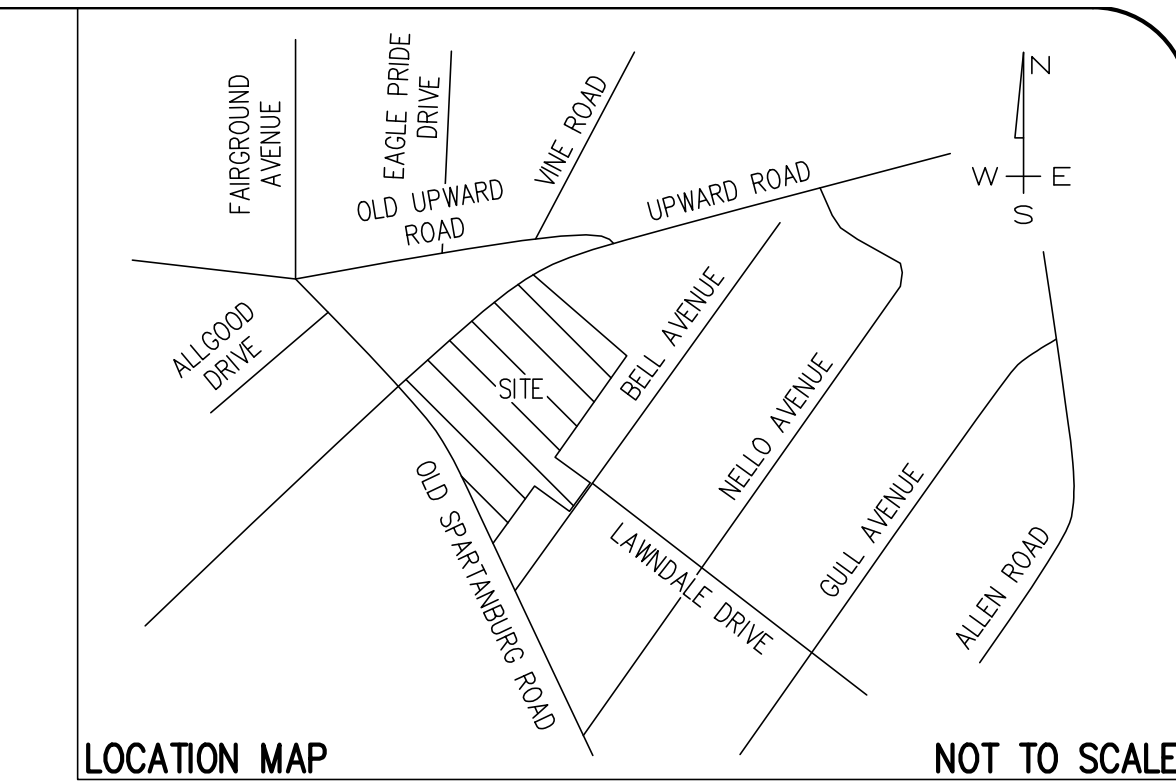 FAIRGROUND
AVENUE
EAGLE PRIDE
DRIVE
VINE ROAD
N
W
E
S
OLD UPWARD
ROAD
UPWARD ROAD
ALLGOOD
DRIVE
SITE
BELL AVENUE
NELLO AVENUE
OLD SPARTANBURG ROAD
LAWNDALE DRIVE
GULL AVENUE
ALLEN ROAD
LOCATION MAP
NOT TO SCALE